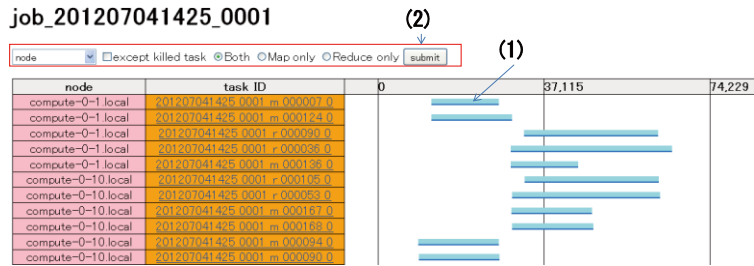 job_201207041425_0001
(2)
node except killed task Both Map only Reduce only submit
(1)
node task ID 0 37,115 74,229
compute-0-1.local 201207041425_0001_m_000007_0
compute-0-1.local 201207041425_0001_m_000124_0
compute-0-1.local 201207041425_0001_r_000090_0
compute-0-1.local 201207041425_0001_r_000036_0
compute-0-1.local 201207041425_0001_m_000136_0
compute-0-10.local 201207041425_0001_r_000105_0
compute-0-10.local 201207041425_0001_r_000053_0
compute-0-10.local 201207041425_0001_m_000167_0
compute-0-10.local 201207041425_0001_m_000168_0
compute-0-10.local 201207041425_0001_m_000094_0
compute-0-10.local 201207041425_0001_m_000090_0